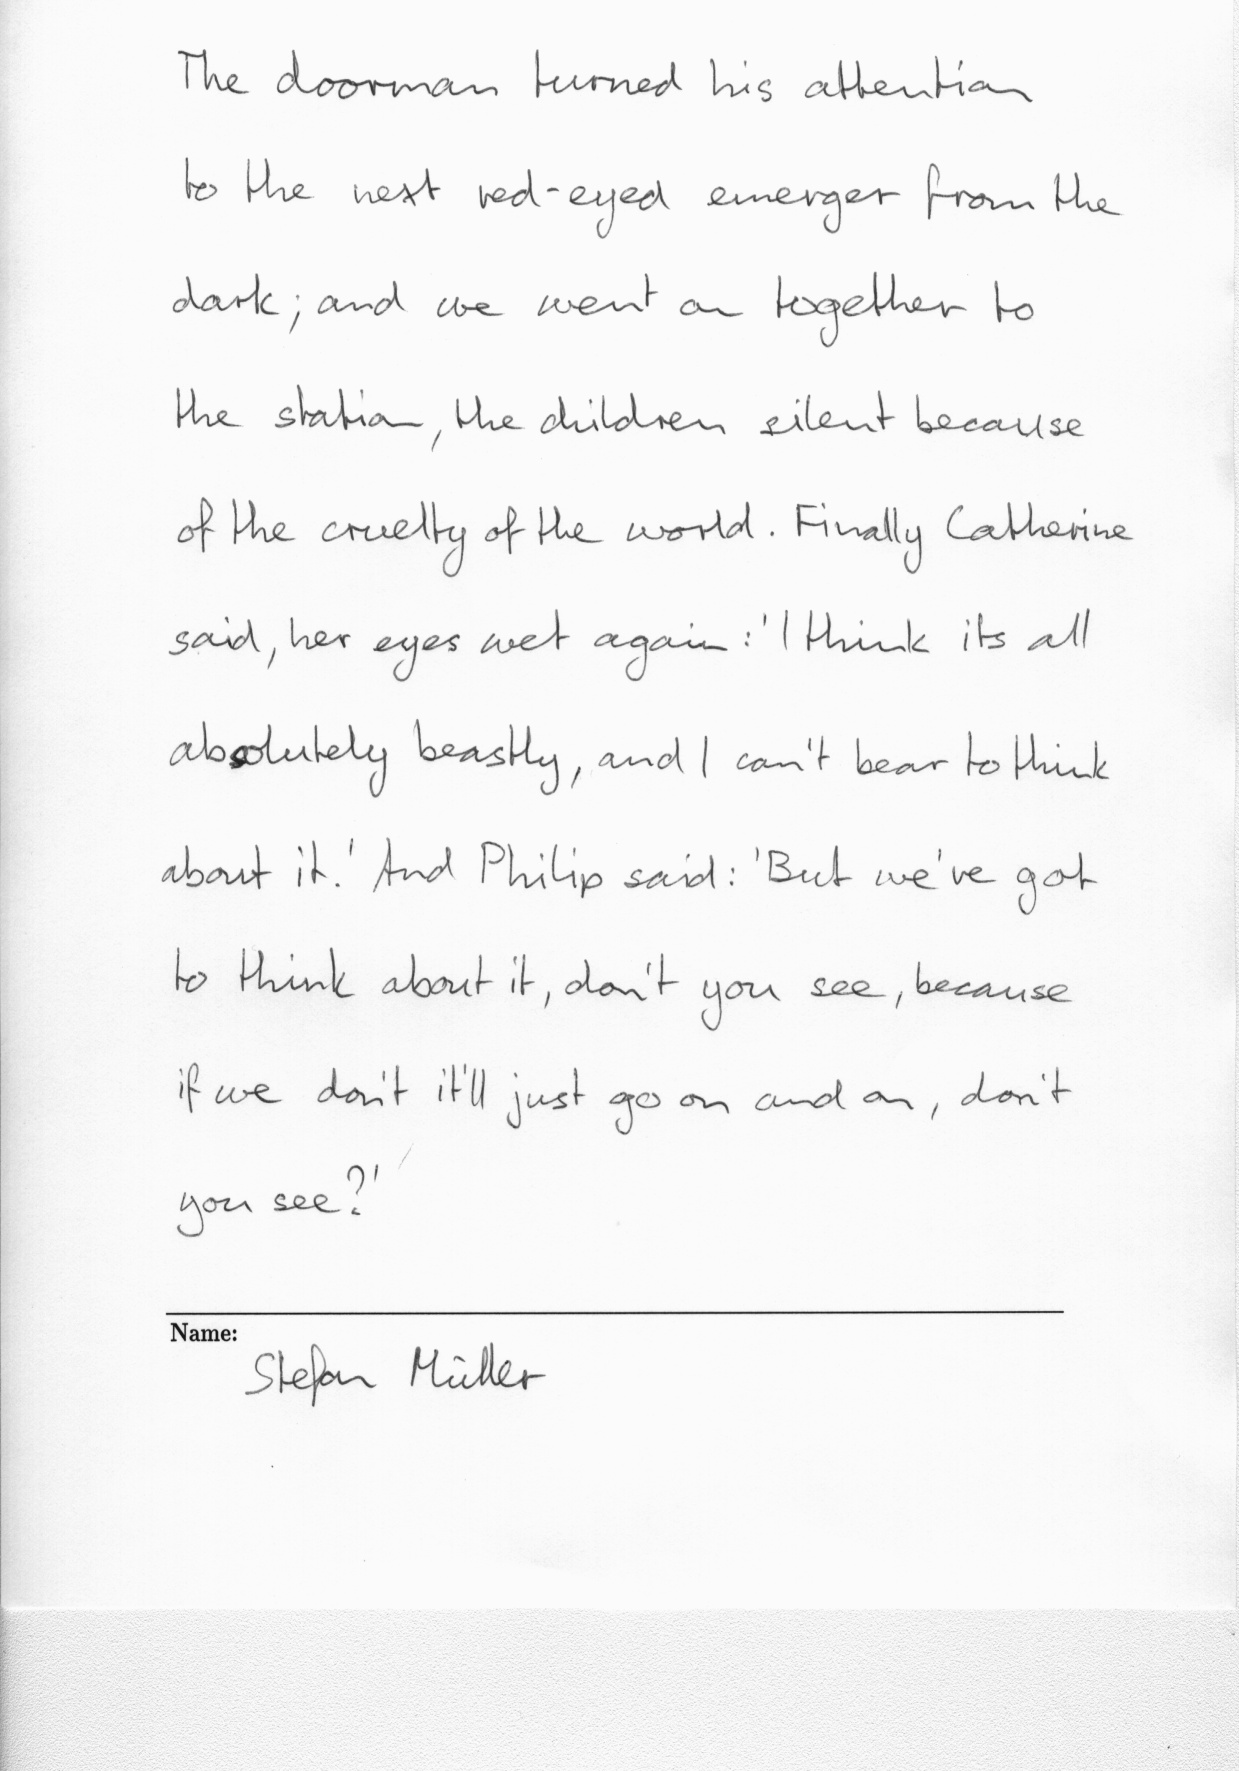 The doorman turned his attention
to the next red-eyed emerger from the
dark; and we went on together to
the station, the children silent because
of the cruelty of the world. Finally Catherine
said, her eyes wet again: 'I think its all
absolutely beastly, and I can't bear to think
about it.' And Philip said: 'But we've got
to think about it, don't you see, because
if we don't it'll just go on and on, don't
you see?'
Name:
Stefan Müller